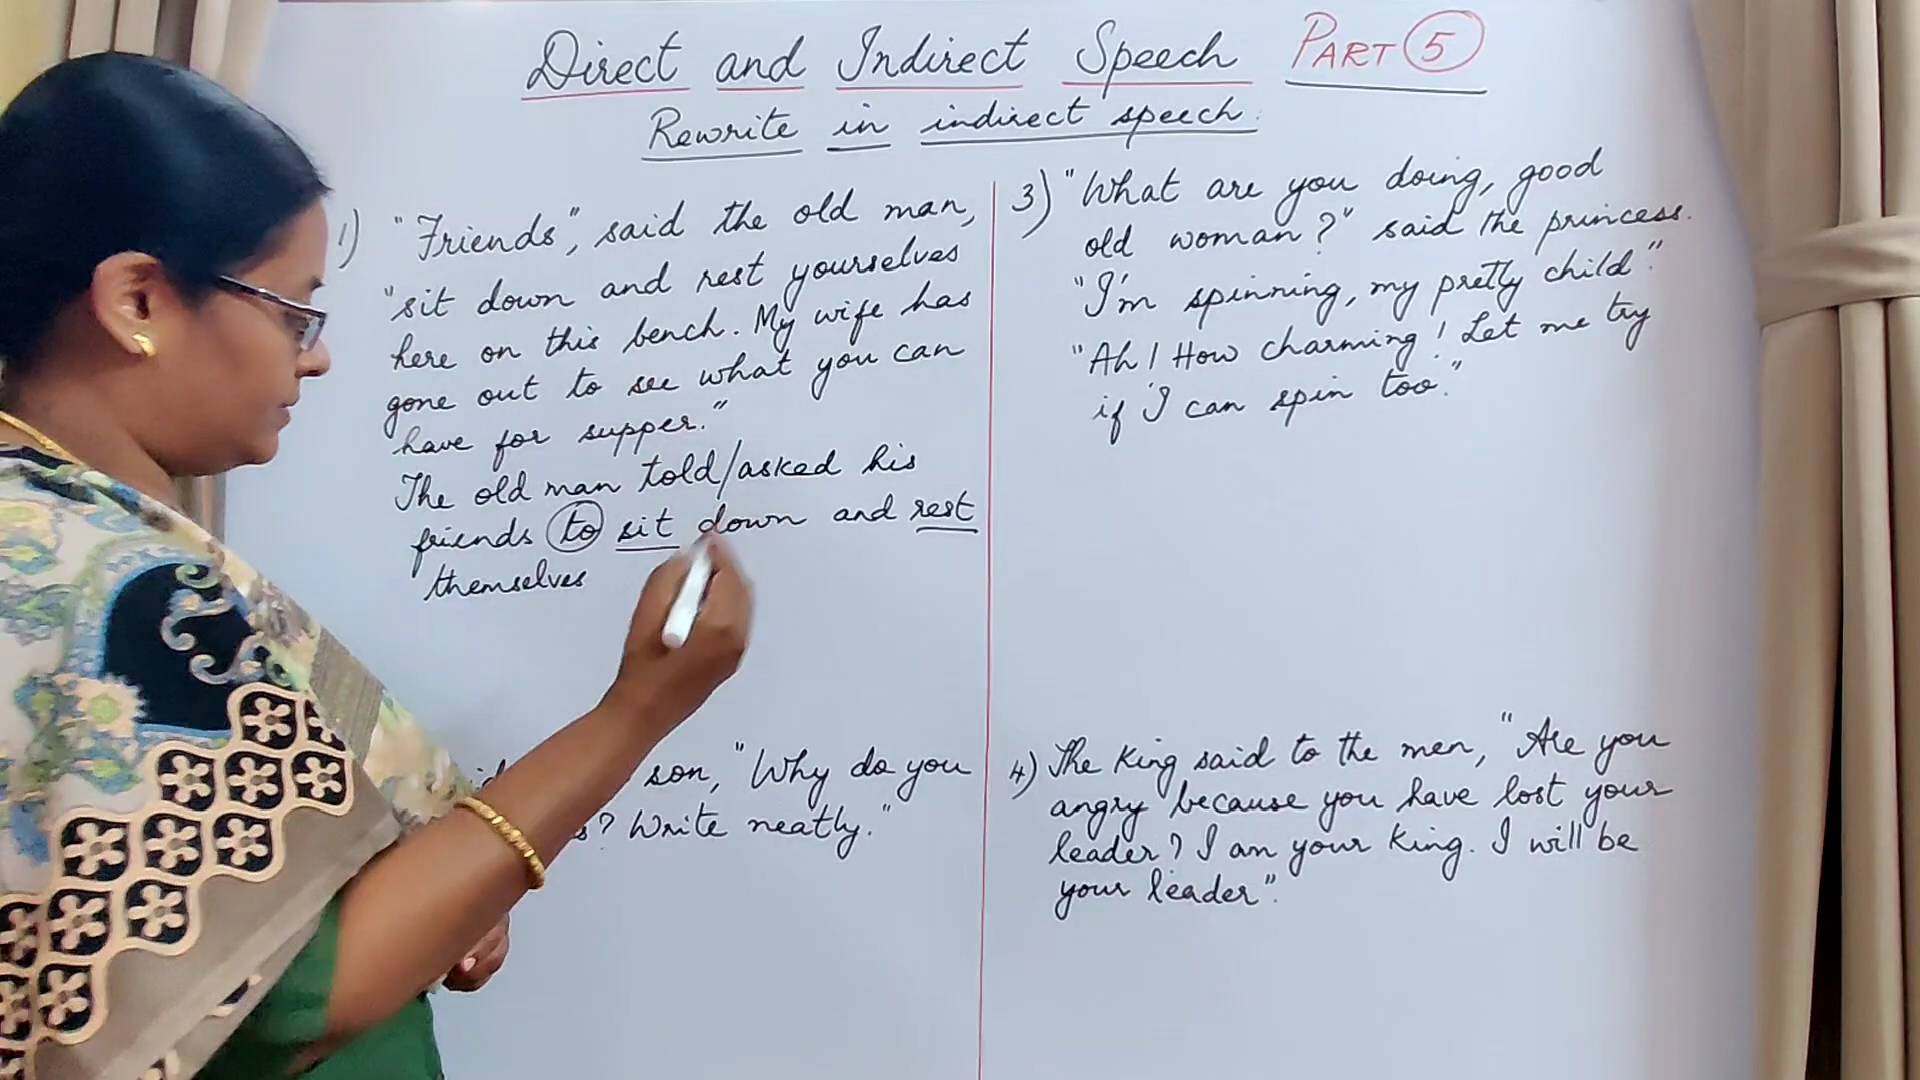 Direct and Indirect Speech PART 5
Rewrite in indirect speech:
1) "Friends", said the old man,
"sit down and rest yourselves
here on this bench. My wife has
gone out to see what you can
have for supper."
The old man told/asked his
friends to sit down and rest
themselves
son, "Why do you
? Write neatly."
3) "What are you doing, good
old woman?" said the princess.
"I'm spinning, my pretty child".
"Ah! How charming! Let me try
if I can spin too."
4) The King said to the men, "Are you
angry because you have lost your
leader? I am your King. I will be
your leader".